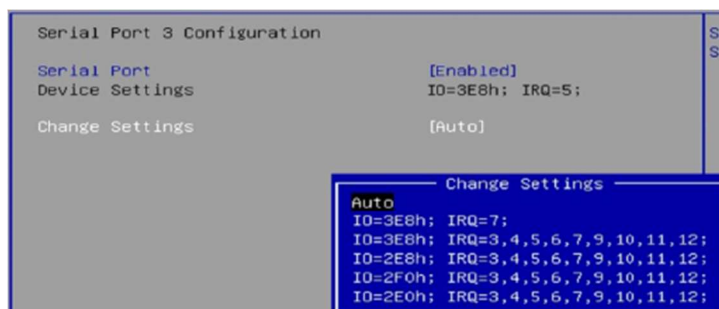 Serial Port 3 Configuration
Serial Port [Enabled]
Device Settings IO=3E8h; IRQ=5;
Change Settings [Auto]
Change Settings
Auto
IO=3E8h; IRQ=7;
IO=3E8h; IRQ=3,4,5,6,7,9,10,11,12;
IO=2E8h; IRQ=3,4,5,6,7,9,10,11,12;
IO=2F0h; IRQ=3,4,5,6,7,9,10,11,12;
IO=2E0h; IRQ=3,4,5,6,7,9,10,11,12;